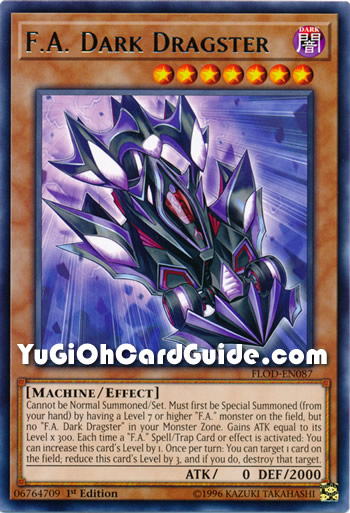 F.A. Dark Dragster
DARK
闇
YuGiOhCardGuide.com
FLOD-EN087
[Machine/Effect]
Cannot be Normal Summoned/Set. Must first be Special Summoned (from
your hand) by having a Level 7 or higher "F.A." monster on the field, but
no "F.A. Dark Dragster" in your Monster Zone. Gains ATK equal to its
Level x 300. Each time a "F.A." Spell/Trap Card or effect is activated: You can
increase this card's Level by 1. Once per turn: You can target 1 card on
the field; reduce this card's Level by 3, and if you do, destroy that target.
ATK/ 0 DEF/2000
06764709 1st Edition ©1996 KAZUKI TAKAHASHI